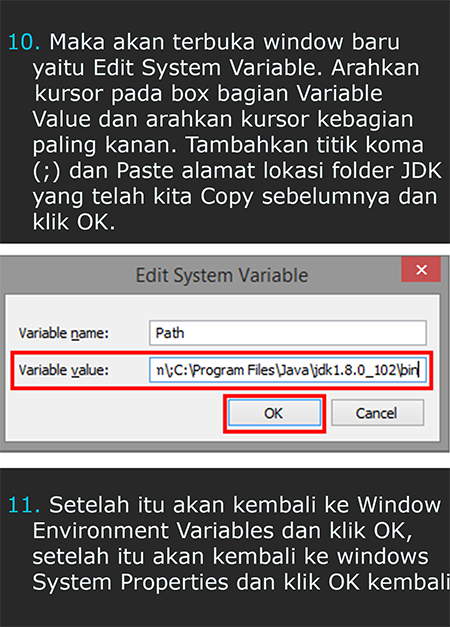 10. Maka akan terbuka window baru
yaitu Edit System Variable. Arahkan
kursor pada box bagian Variable
Value dan arahkan kursor kebagian
paling kanan. Tambahkan titik koma
(;) dan Paste alamat lokasi folder JDK
yang telah kita Copy sebelumnya dan
klik OK.
Edit System Variable
Variable name:
Path
Variable value:
n\;C:\Program Files\Java\jdk1.8.0_102\bin
OK
Cancel
11. Setelah itu akan kembali ke Window
Environment Variables dan klik OK,
setelah itu akan kembali ke windows
System Properties dan klik OK kembali